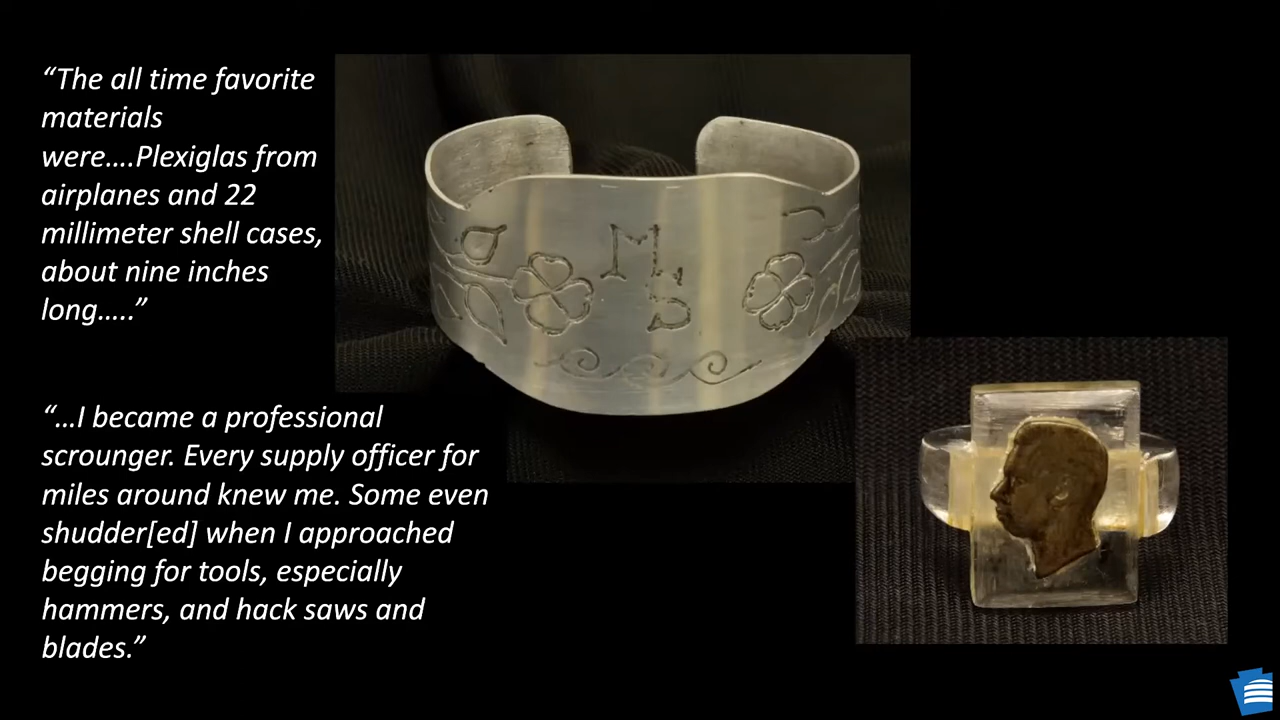 “The all time favorite
materials
were….Plexiglas from
airplanes and 22
millimeter shell cases,
about nine inches
long…..”
“…I became a professional
scrounger. Every supply officer for
miles around knew me. Some even
shudder[ed] when I approached
begging for tools, especially
hammers, and hack saws and
blades.”
M
S